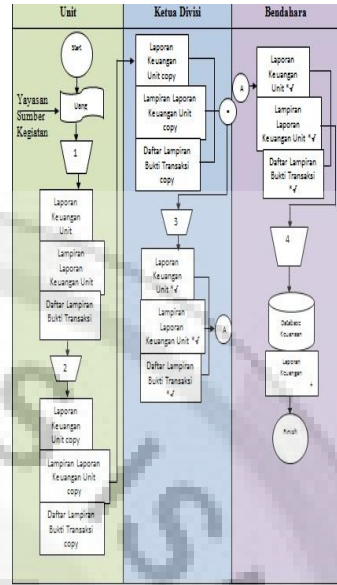 Unit
Start
Yayasan
Sumber
Kegiatan
Uang
1
Laporan
Keuangan
Unit
Lampiran
Laporan
Keuangan Unit
Daftar Lampiran
Bukti Transaksi
2
Laporan
Keuangan
Unit copy
Lampiran Laporan
Keuangan Unit
copy
Daftar Lampiran
Bukti Transaksi
copy
Ketua Divisi
Laporan
Keuangan
Unit copy
Lampiran Laporan
Keuangan Unit
copy
Daftar Lampiran
Bukti Transaksi
copy
3
Laporan
Keuangan
Unit *√
Lampiran
Laporan
Keuangan Unit *√
Daftar Lampiran
Bukti Transaksi
*√
A
Bendahara
A
Laporan
Keuangan
Unit *√
Lampiran
Laporan
Keuangan Unit *√
Daftar Lampiran
Bukti Transaksi
*√
4
Database
Keuangan
Laporan
Keuangan
+
Finish